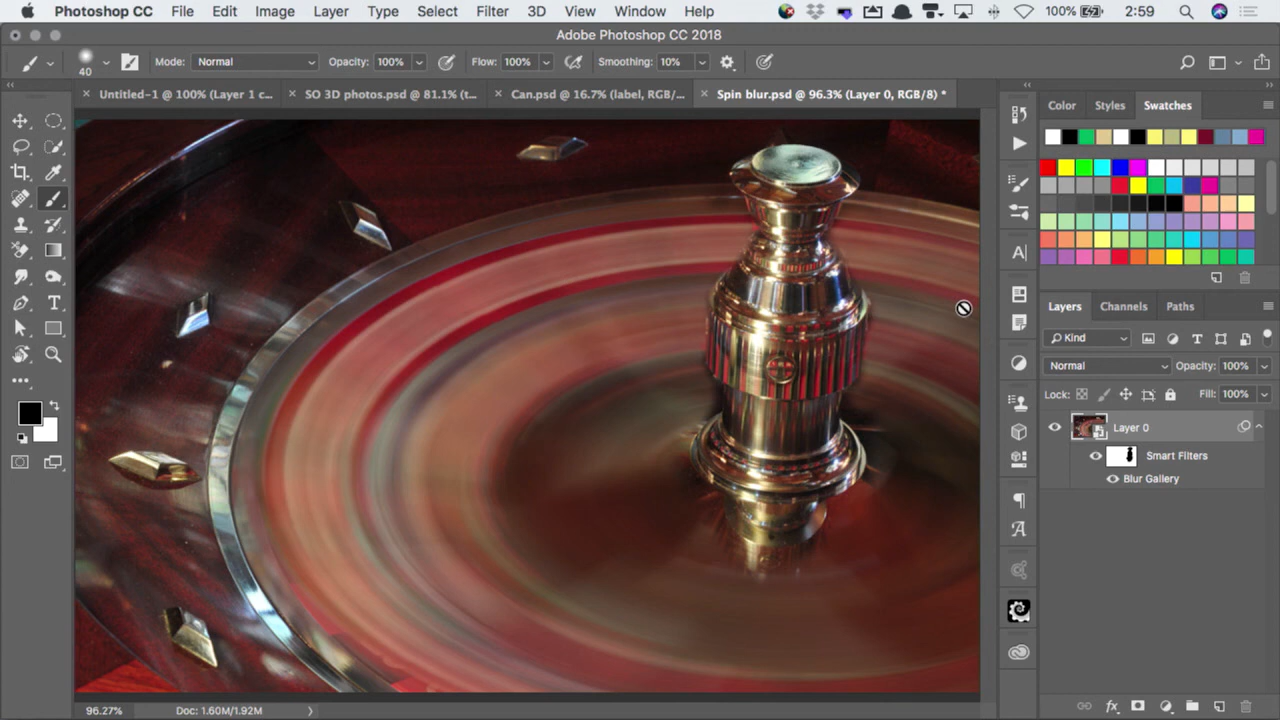 Photoshop CC File Edit Image Layer Type Select Filter 3D View Window Help 100% 2:59
Adobe Photoshop CC 2018
40 Mode: Normal Opacity: 100% Flow: 100% Smoothing: 10%
Untitled-1 @ 100% (Layer 1 c... SO 3D photos.psd @ 81.1% (t... Can.psd @ 16.7% (label, RGB/... Spin blur.psd @ 96.3% (Layer 0, RGB/8) *
Color Styles Swatches
Layers Channels Paths
Kind
Normal Opacity: 100%
Lock: Fill: 100%
Layer 0
Smart Filters
Blur Gallery
96.27% Doc: 1.60M/1.92M